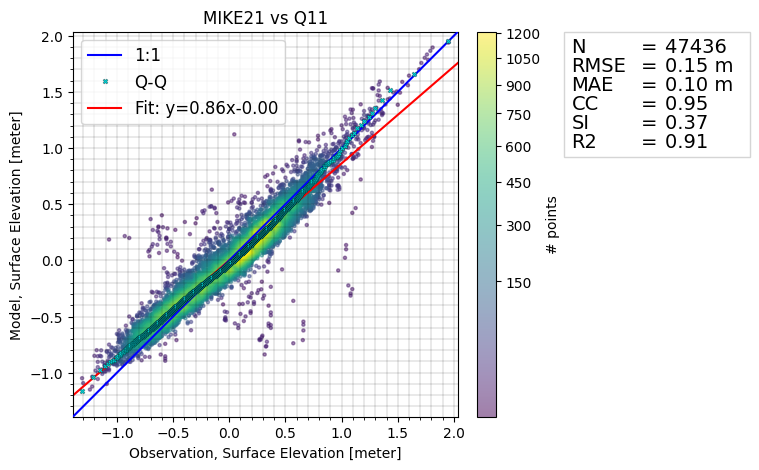 MIKE21 vs Q11
2.0
1.5
1.0
0.5
0.0
−0.5
−1.0
Model, Surface Elevation [meter]
1:1
Q-Q
Fit: y=0.86x-0.00
−1.0 −0.5 0.0 0.5 1.0 1.5 2.0
Observation, Surface Elevation [meter]
1200
1050
900
750
600
450
300
150
# points
N = 47436
RMSE = 0.15 m
MAE = 0.10 m
CC = 0.95
SI = 0.37
R2 = 0.91